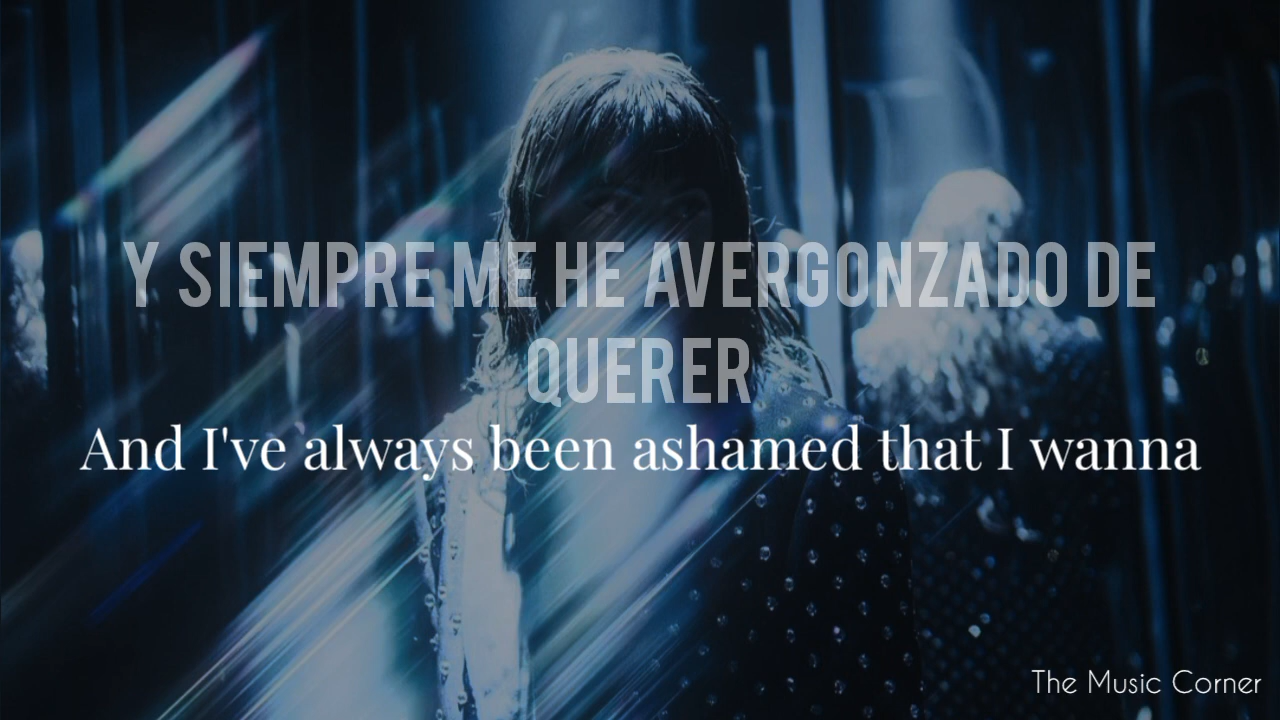 Y SIEMPRE ME HE AVERGONZADO DE
QUERER
And I've always been ashamed that I wanna
The Music Corner